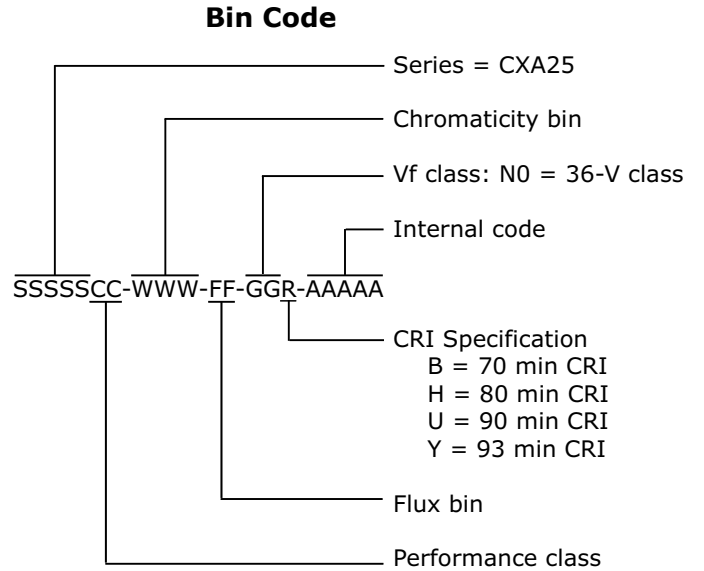 Bin Code
Series = CXA25
Chromaticity bin
Vf class: N0 = 36-V class
Internal code
SSSSSCC-WWW-FF-GGR-AAAAA
CRI Specification
B = 70 min CRI
H = 80 min CRI
U = 90 min CRI
Y = 93 min CRI
Flux bin
Performance class